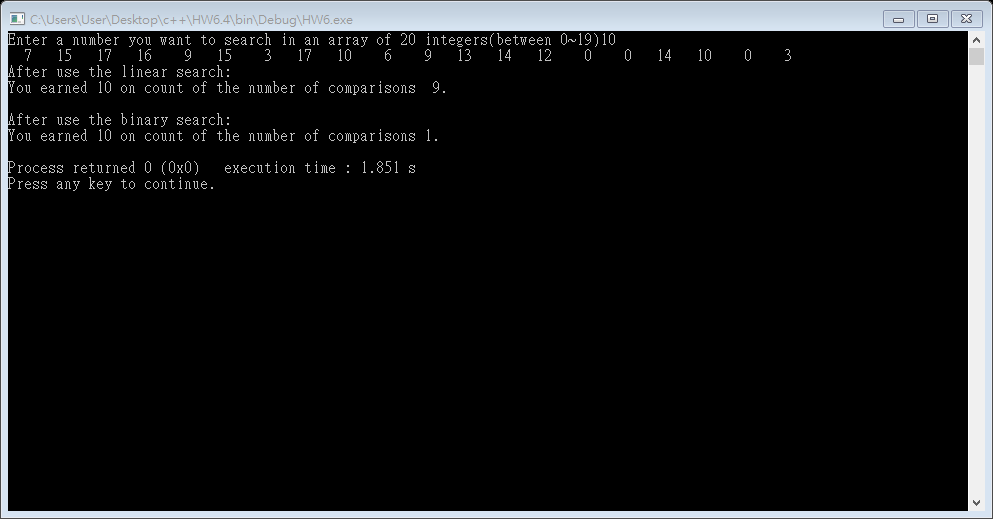 C:\Users\User\Desktop\c++\HW6.4\bin\Debug\HW6.exe
Enter a number you want to search in an array of 20 integers(between 0~19)10
7 15 17 16 9 15 3 17 10 6 9 13 14 12 0 0 14 10 0 3
After use the linear search:
You earned 10 on count of the number of comparisons  9.
After use the binary search:
You earned 10 on count of the number of comparisons 1.
Process returned 0 (0x0)   execution time : 1.851 s
Press any key to continue.